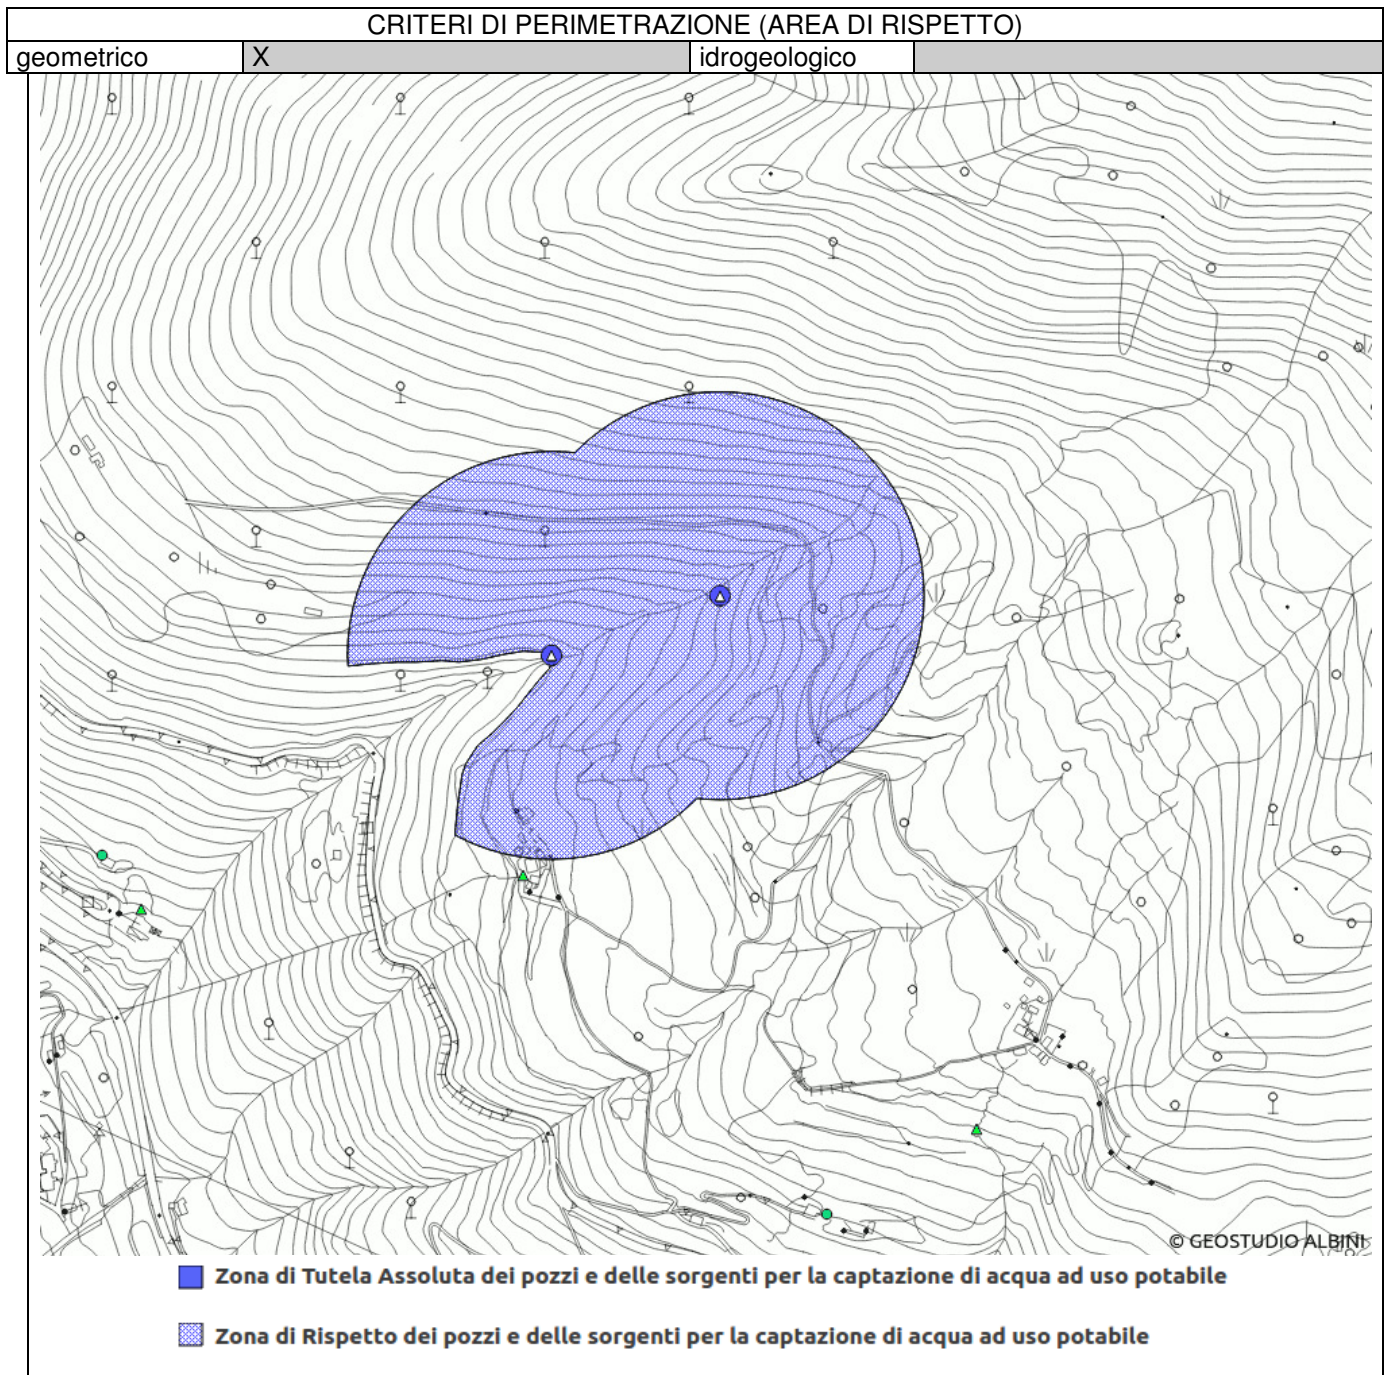 CRITERI DI PERIMETRAZIONE (AREA DI RISPETTO)
geometrico X idrogeologico
© GEOSTUDIO ALBINI
Zona di Tutela Assoluta dei pozzi e delle sorgenti per la captazione di acqua ad uso potabile
Zona di Rispetto dei pozzi e delle sorgenti per la captazione di acqua ad uso potabile